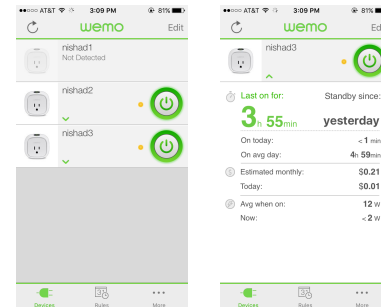 AT&T 3:09 PM 81%
wemo Edit
nishad1
Not Detected
nishad2
nishad3
Devices Rules More
AT&T 3:09 PM 81%
wemo Ed
nishad3
Last on for: Standby since:
3h 55min yesterday
On today: < 1 min
On avg day: 4h 59min
Estimated monthly: $0.21
Today: $0.01
Avg when on: 12 W
Now: < 2 W
Devices Rules More